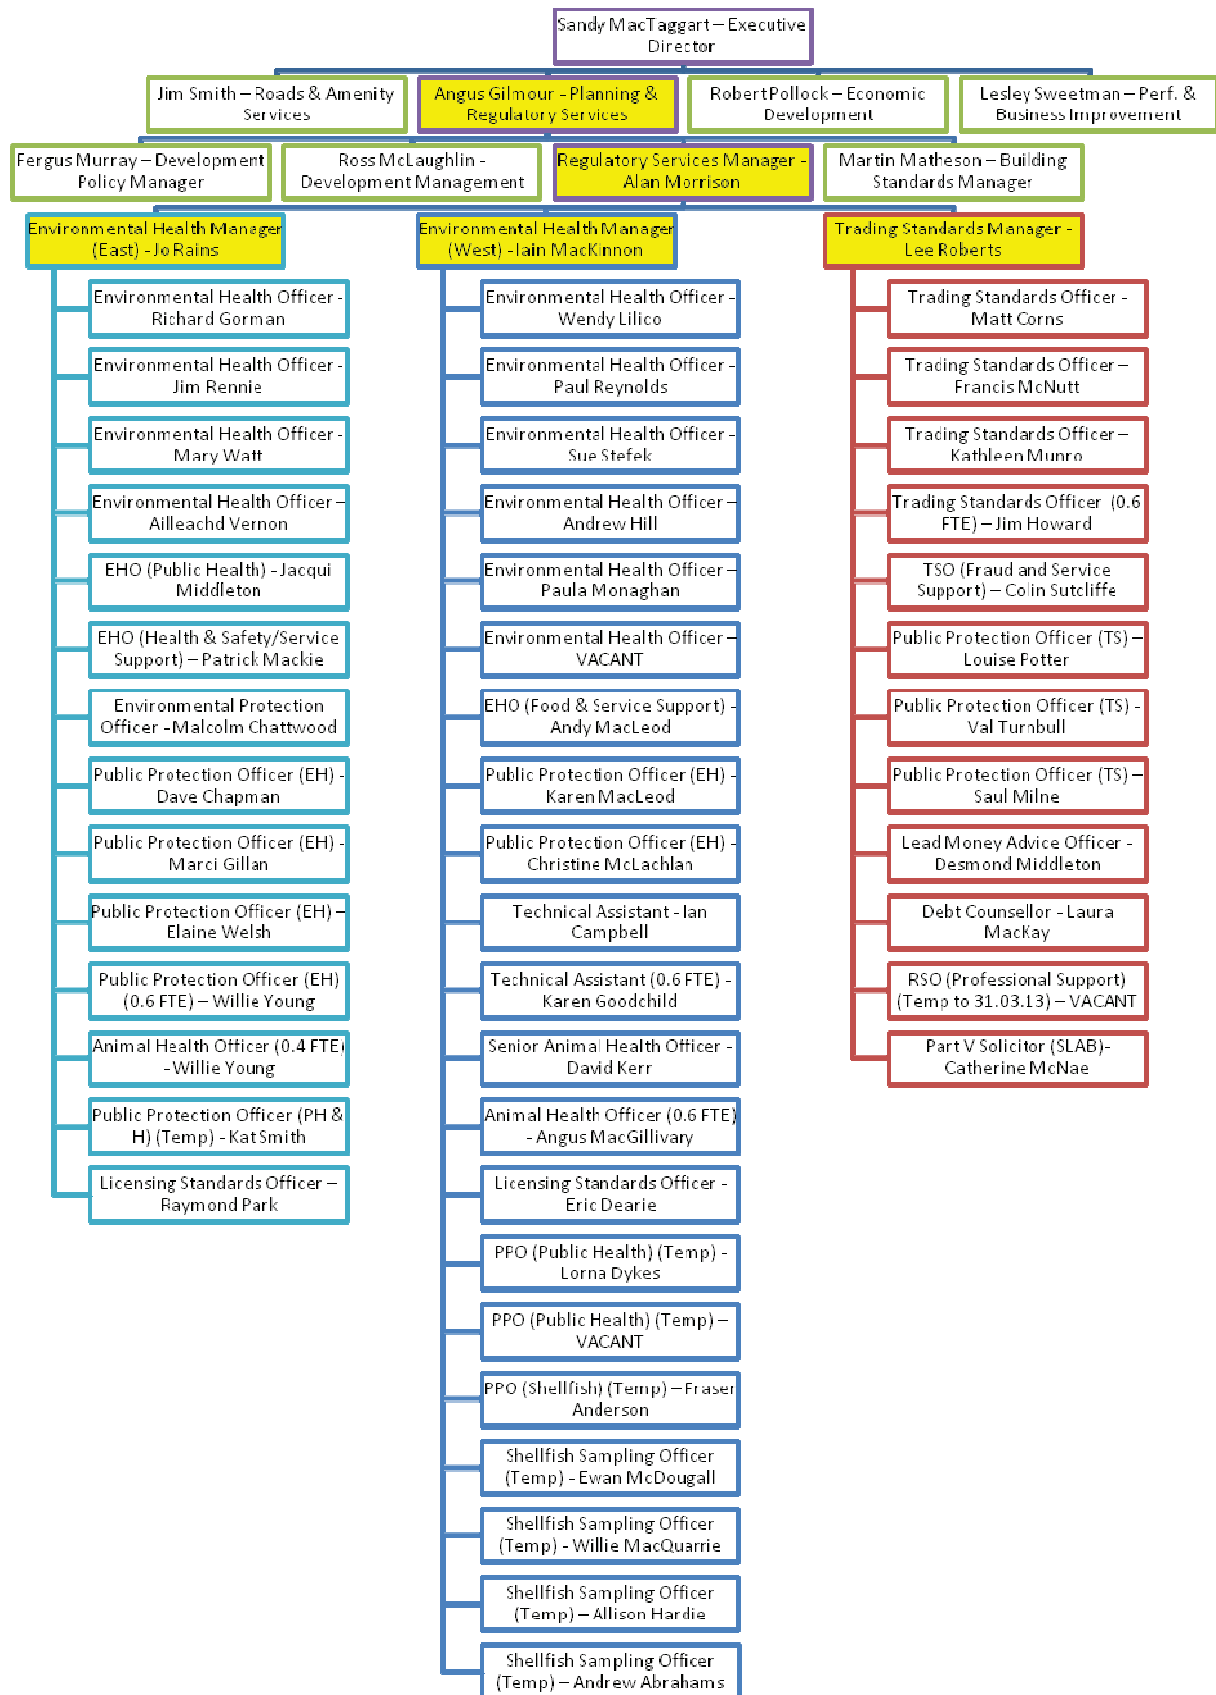 Sandy MacTaggart – Executive
Director
Jim Smith – Roads & Amenity
Services
Angus Gilmour - Planning &
Regulatory Services
Robert Pollock – Economic
Development
Lesley Sweetman – Perf. &
Business Improvement
Fergus Murray – Development
Policy Manager
Ross McLaughlin -
Development Management
Regulatory Services Manager -
Alan Morrison
Martin Matheson – Building
Standards Manager
Environmental Health Manager
(East) - Jo Rains
Environmental Health Manager
(West) - Iain MacKinnon
Trading Standards Manager -
Lee Roberts
Environmental Health Officer -
Richard Gorman
Environmental Health Officer -
Jim Rennie
Environmental Health Officer -
Mary Watt
Environmental Health Officer –
Ailleachd Vernon
EHO (Public Health) - Jacqui
Middleton
EHO (Health & Safety/Service
Support) – Patrick Mackie
Environmental Protection
Officer - Malcolm Chattwood
Public Protection Officer (EH) -
Dave Chapman
Public Protection Officer (EH) -
Marci Gillan
Public Protection Officer (EH) –
Elaine Welsh
Public Protection Officer (EH)
(0.6 FTE) – Willie Young
Animal Health Officer (0.4 FTE)
- Willie Young
Public Protection Officer (PH &
H) (Temp) - Kat Smith
Licensing Standards Officer –
Raymond Park
Environmental Health Officer –
Wendy Lilico
Environmental Health Officer -
Paul Reynolds
Environmental Health Officer -
Sue Stefek
Environmental Health Officer –
Andrew Hill
Environmental Health Officer –
Paula Monaghan
Environmental Health Officer –
VACANT
EHO (Food & Service Support) -
Andy MacLeod
Public Protection Officer (EH) -
Karen MacLeod
Public Protection Officer (EH) -
Christine McLachlan
Technical Assistant - Ian
Campbell
Technical Assistant (0.6 FTE) -
Karen Goodchild
Senior Animal Health Officer -
David Kerr
Animal Health Officer (0.6 FTE)
- Angus MacGillivary
Licensing Standards Officer -
Eric Dearie
PPO (Public Health) (Temp) -
Lorna Dykes
PPO (Public Health) (Temp) –
VACANT
PPO (Shellfish) (Temp) – Fraser
Anderson
Shellfish Sampling Officer
(Temp) - Ewan McDougall
Shellfish Sampling Officer
(Temp) - Willie MacQuarrie
Shellfish Sampling Officer
(Temp) – Allison Hardie
Shellfish Sampling Officer
(Temp) – Andrew Abrahams
Trading Standards Officer -
Matt Corns
Trading Standards Officer –
Francis McNutt
Trading Standards Officer –
Kathleen Munro
Trading Standards Officer (0.6
FTE) – Jim Howard
TSO (Fraud and Service
Support) – Colin Sutcliffe
Public Protection Officer (TS) –
Louise Potter
Public Protection Officer (TS) -
Val Turnbull
Public Protection Officer (TS) –
Saul Milne
Lead Money Advice Officer -
Desmond Middleton
Debt Counsellor - Laura
MacKay
RSO (Professional Support)
(Temp to 31.03.13) – VACANT
Part V Solicitor (SLAB)-
Catherine McNae